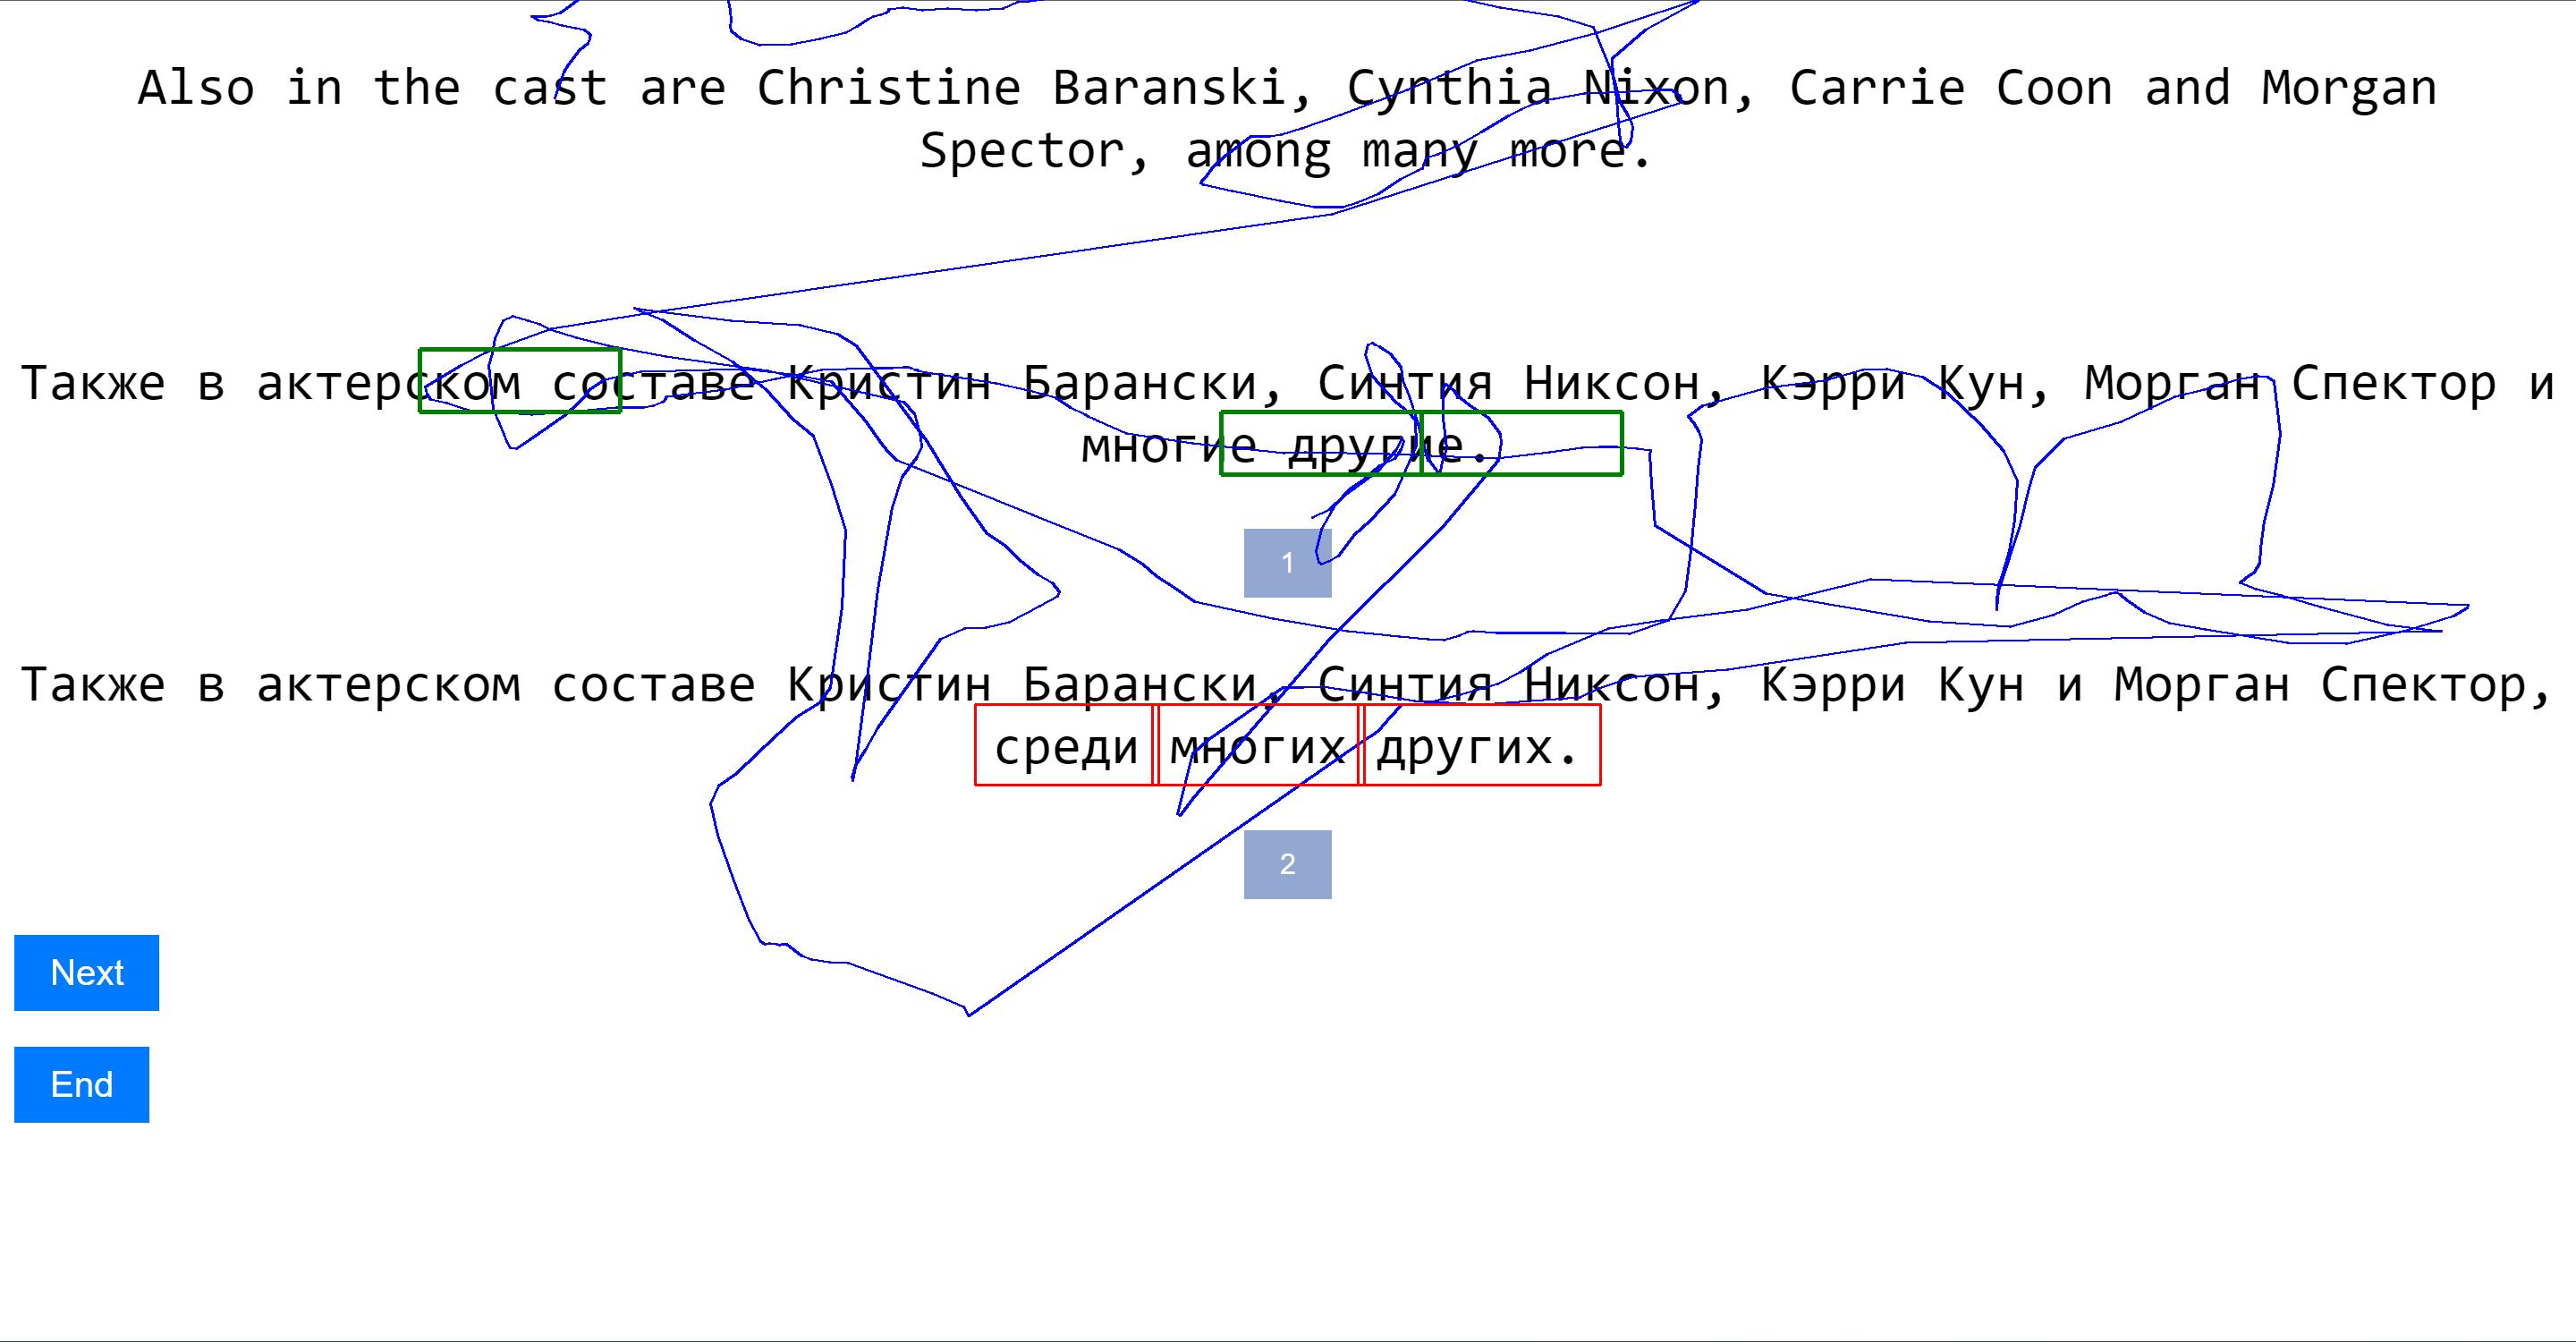 Also in the cast are Christine Baranski, Cynthia Nixon, Carrie Coon and Morgan
Spector, among many more.
Также в актерском составе Кристин Барански, Синтия Никсон, Кэрри Кун, Морган Спектор и
многие другие.
1
Также в актерском составе Кристин Барански, Синтия Никсон, Кэрри Кун и Морган Спектор,
среди многих других.
2
Next
End